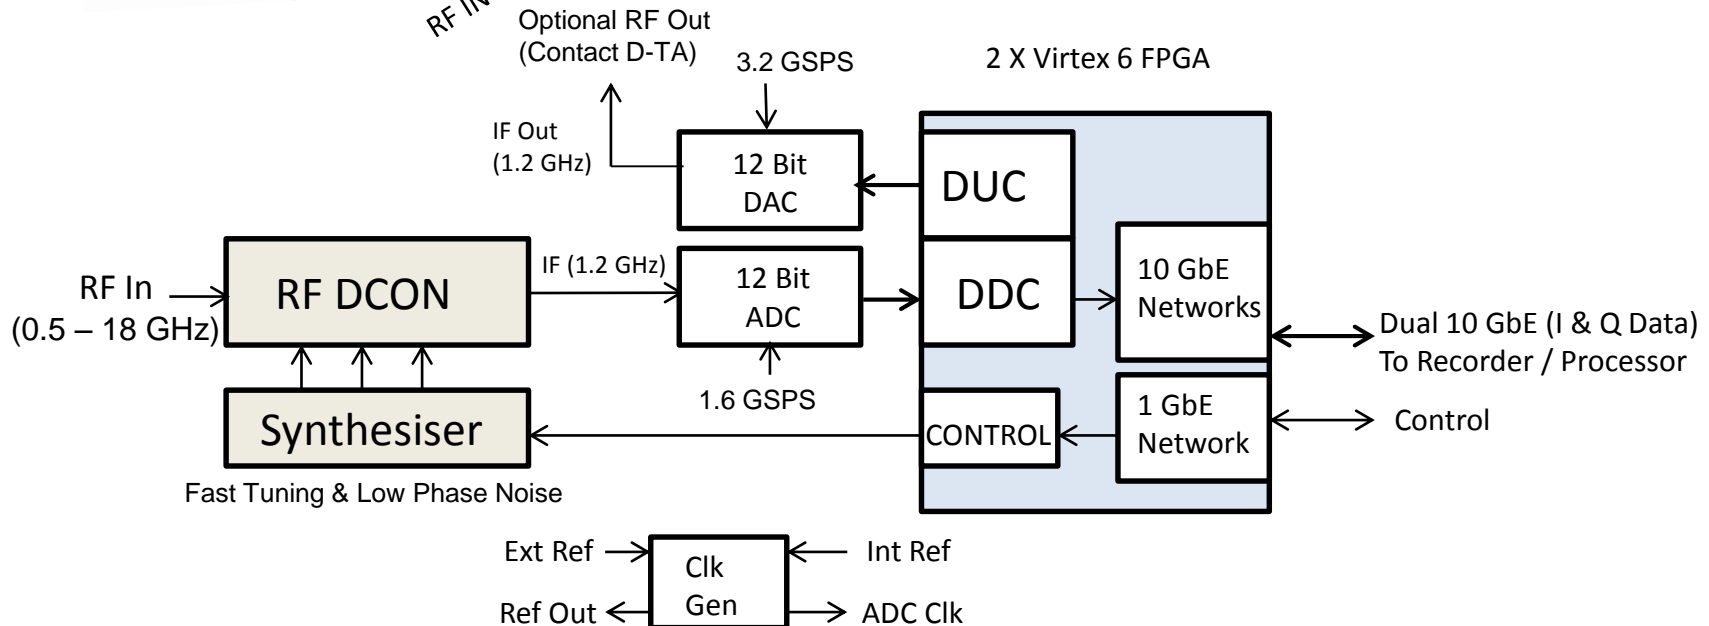 RF IN
Optional RF Out
(Contact D-TA)
3.2 GSPS
2 X Virtex 6 FPGA
IF Out
(1.2 GHz)
12 Bit
DAC
DUC
RF In
(0.5 – 18 GHz)
RF DCON
IF (1.2 GHz)
12 Bit
ADC
DDC
10 GbE
Networks
Dual 10 GbE (I & Q Data)
To Recorder / Processor
1.6 GSPS
Synthesiser
CONTROL
1 GbE
Network
Control
Fast Tuning & Low Phase Noise
Ext Ref
Clk
Gen
Int Ref
Ref Out
ADC Clk